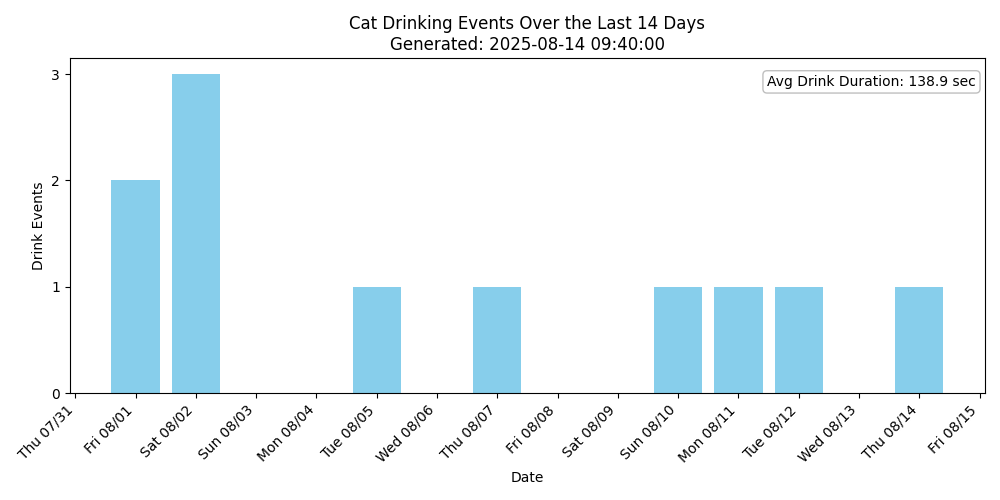 Cat Drinking Events Over the Last 14 Days
Generated: 2025-08-14 09:40:00
Avg Drink Duration: 138.9 sec
3
2
1
0
Drink Events
Thu 07/31
Fri 08/01
Sat 08/02
Sun 08/03
Mon 08/04
Tue 08/05
Wed 08/06
Thu 08/07
Fri 08/08
Sat 08/09
Sun 08/10
Mon 08/11
Tue 08/12
Wed 08/13
Thu 08/14
Fri 08/15
Date